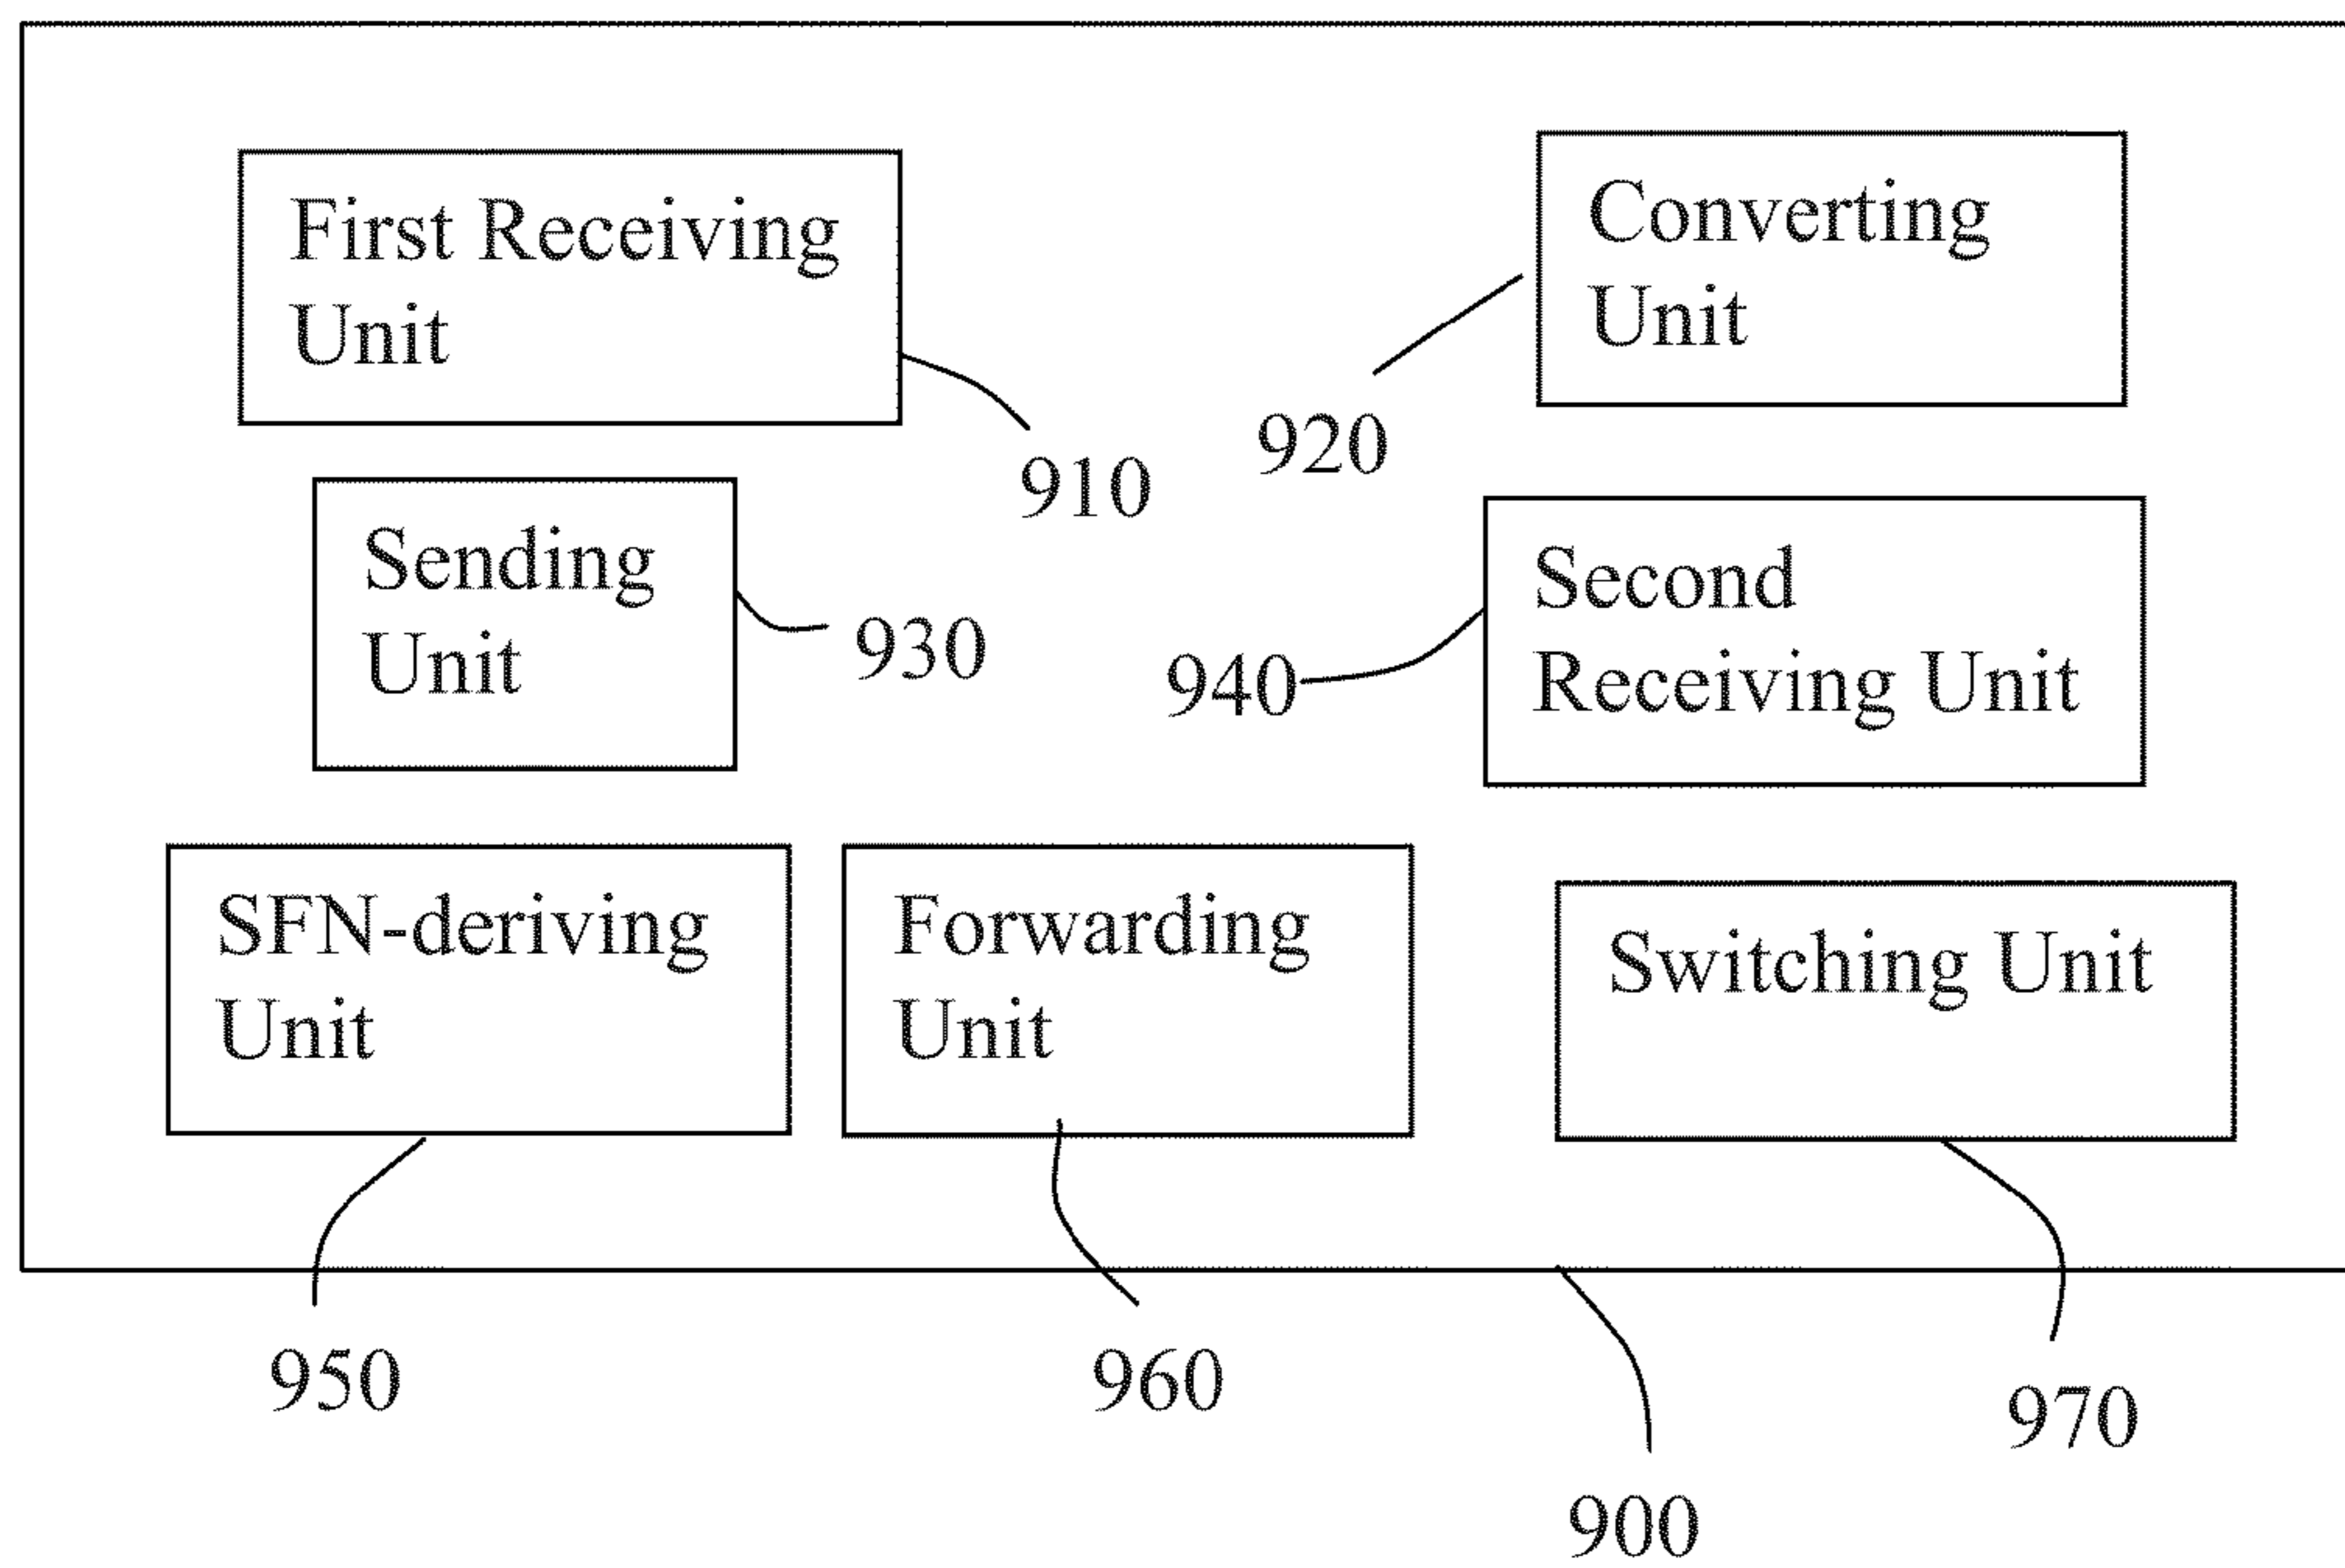 First Receiving
Unit
910
Converting
Unit
920
Sending
Unit
930
Second
Receiving Unit
940
SFN-deriving
Unit
950
Forwarding
Unit
960
Switching Unit
970
900